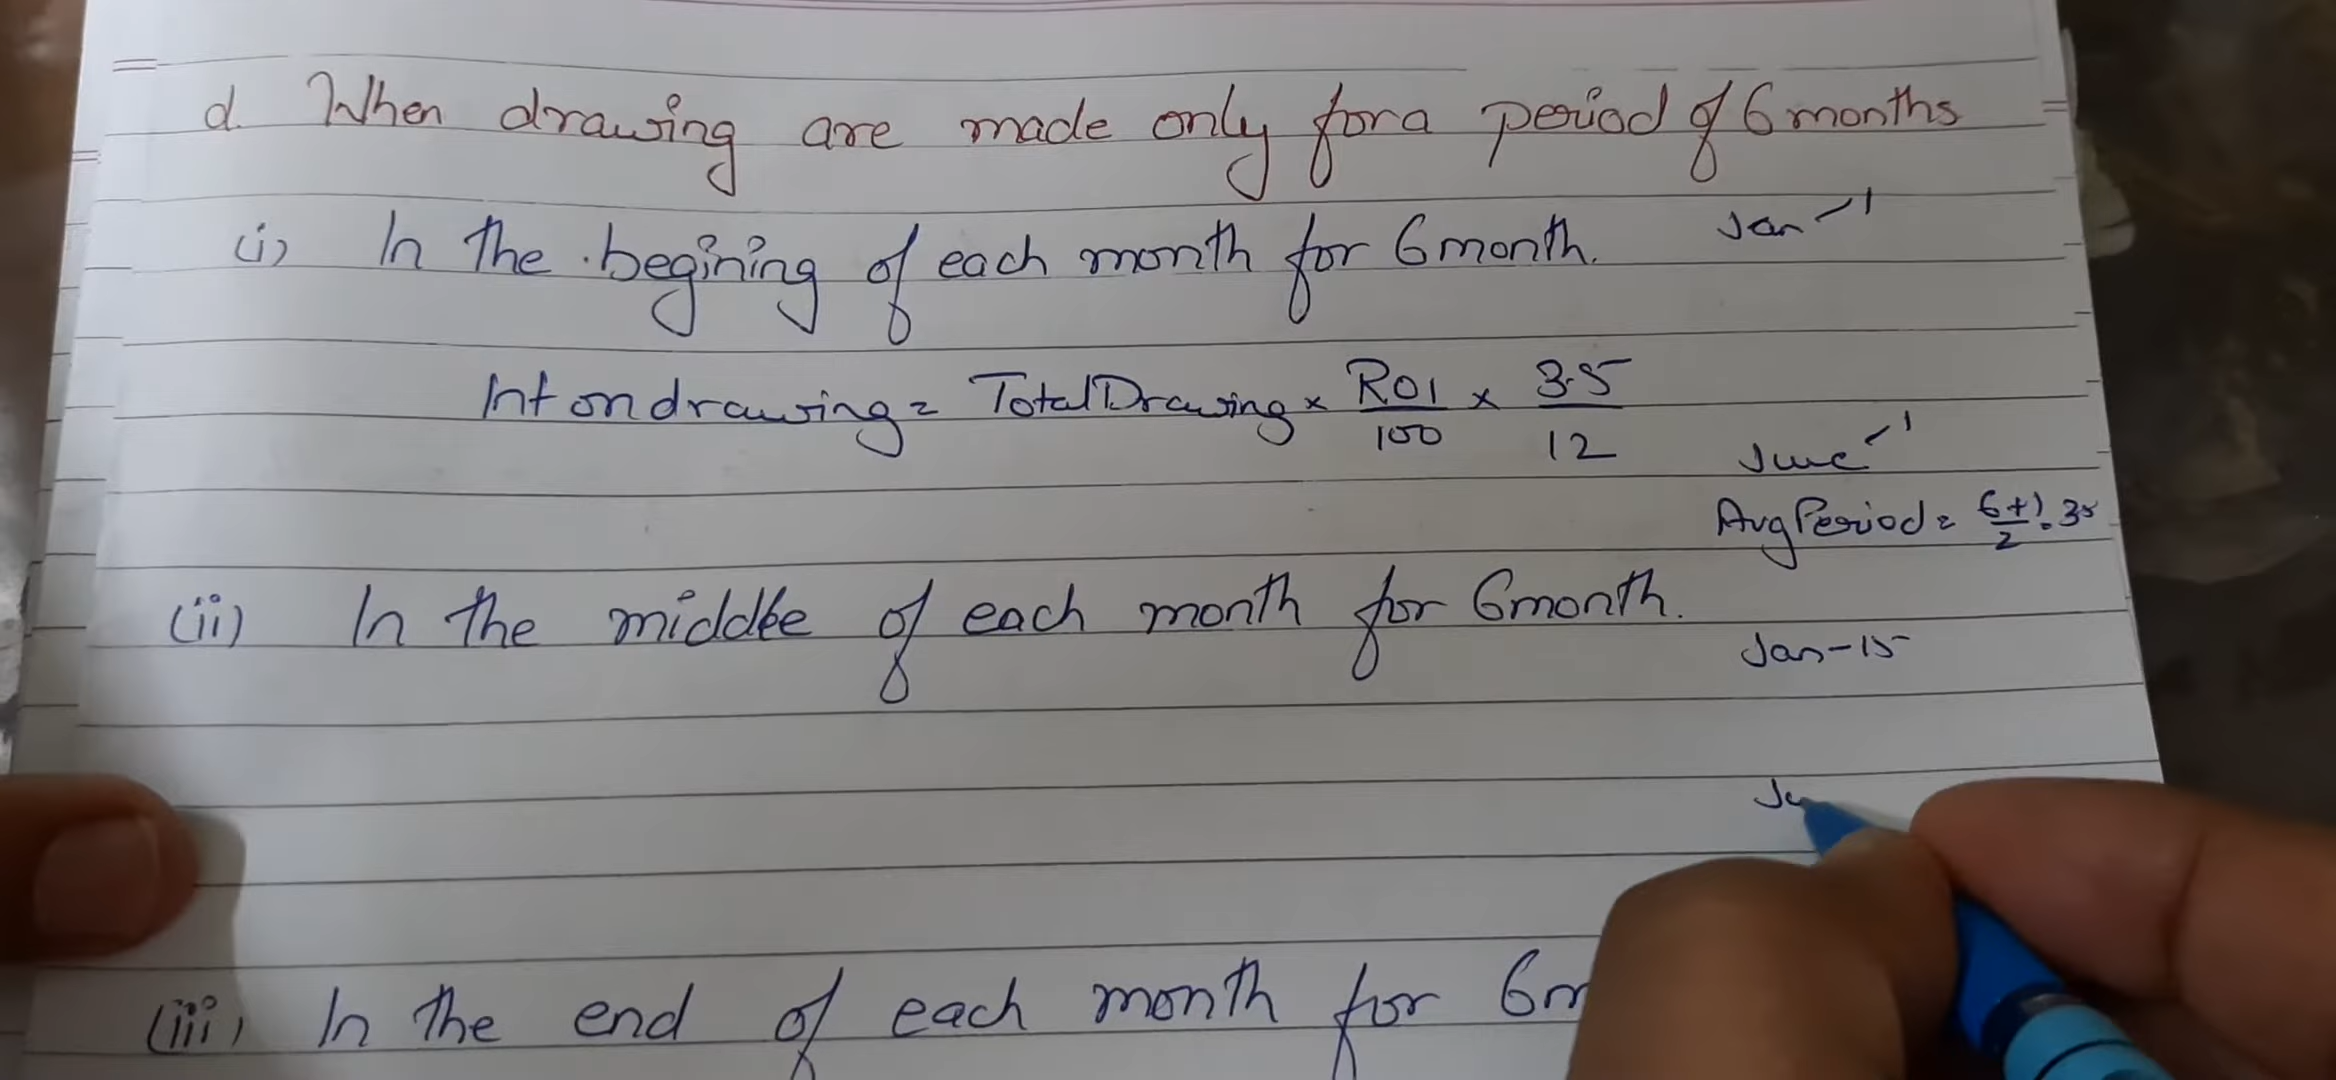 d. When drawing are made only for a period of 6 months
(i) In the begining of each month for 6 month.
Jan - 1
Int on drawing = Total Drawing × ROI/100 × 3.5/12
June - 1
Avg Period = 6+1/2 = 3.5
(ii) In the middle of each month for 6 month.
Jan - 15
Ju
(iii) In the end of each month for 6m